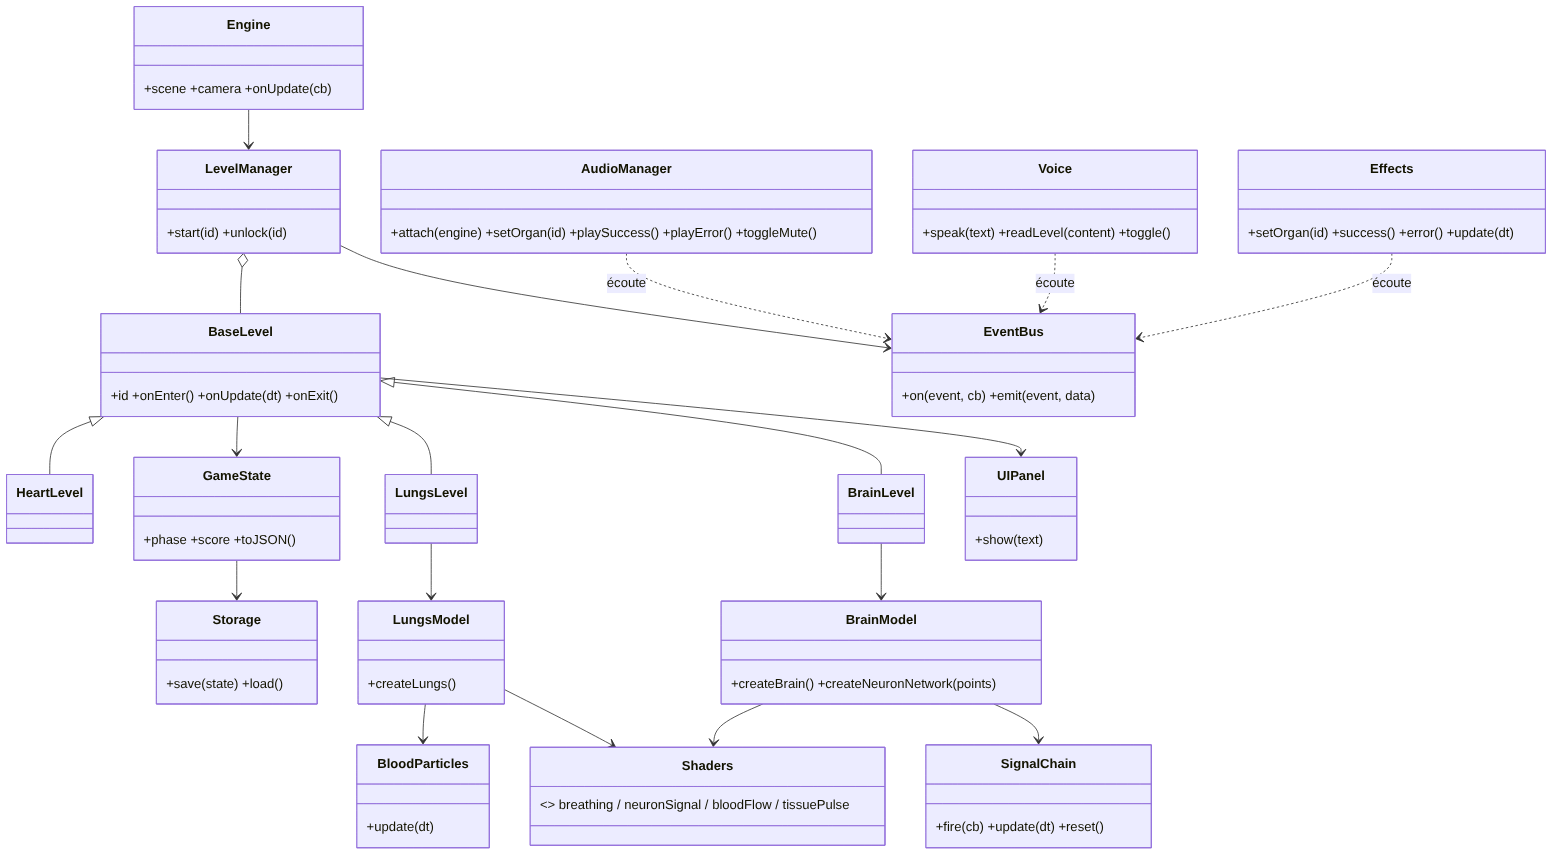 Engine
+scene +camera +onUpdate(cb)
LevelManager
+start(id) +unlock(id)
AudioManager
+attach(engine) +setOrgan(id) +playSuccess() +playError() +toggleMute()
Voice
+speak(text) +readLevel(content) +toggle()
Effects
+setOrgan(id) +success() +error() +update(dt)
écoute
écoute
écoute
BaseLevel
+id +onEnter() +onUpdate(dt) +onExit()
EventBus
+on(event, cb) +emit(event, data)
HeartLevel
GameState
+phase +score +toJSON()
LungsLevel
BrainLevel
UIPanel
+show(text)
Storage
+save(state) +load()
LungsModel
+createLungs()
BrainModel
+createBrain() +createNeuronNetwork(points)
BloodParticles
+update(dt)
Shaders
<> breathing / neuronSignal / bloodFlow / tissuePulse
SignalChain
+fire(cb) +update(dt) +reset()